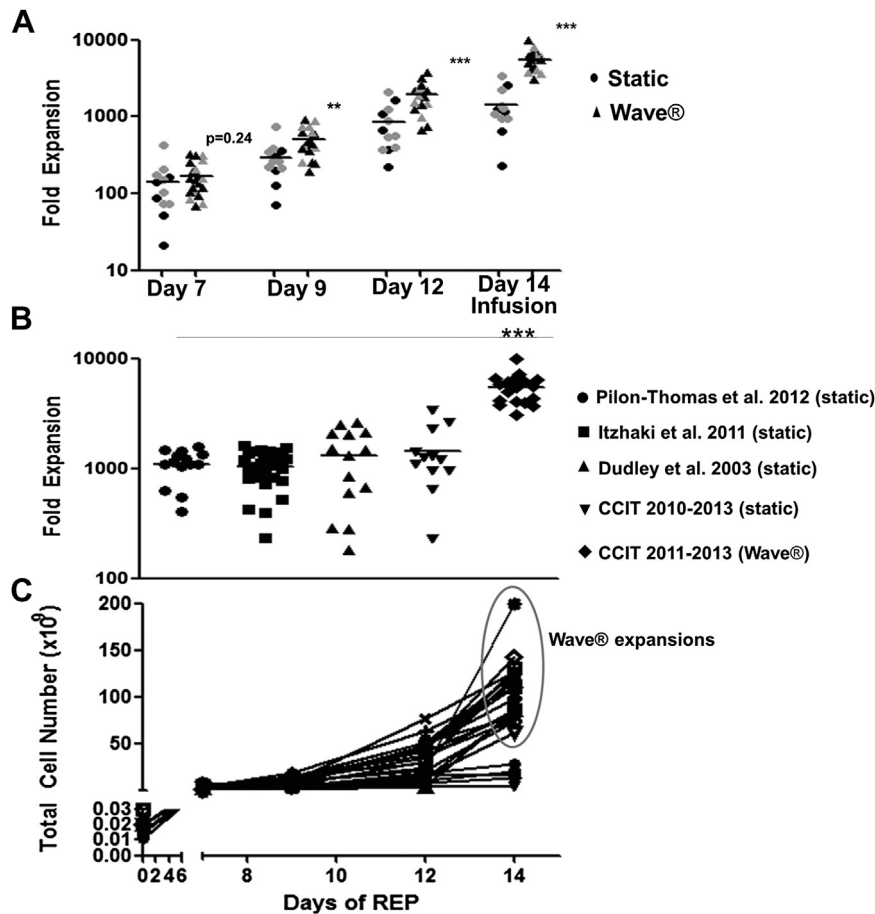 A
Fold Expansion
10000
1000
100
10
p=0.24
**
***
***
Day 7
Day 9
Day 12
Day 14
Infusion
Static
Wave®
B
***
Fold Expansion
10000
1000
100
Pilon-Thomas et al. 2012 (static)
Itzhaki et al. 2011 (static)
Dudley et al. 2003 (static)
CCIT 2010-2013 (static)
CCIT 2011-2013 (Wave®)
C
Total Cell Number (x10⁹)
200
150
100
50
0.03
0.02
0.01
0.00
Wave® expansions
0 2 4 6 8 10 12 14
Days of REP